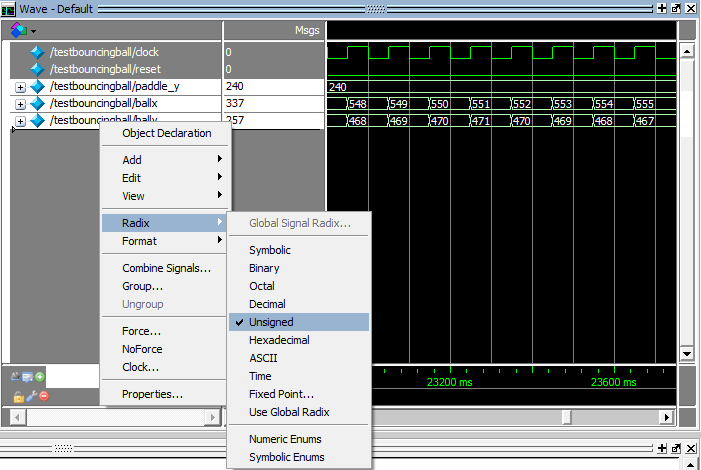 Wave - Default
Msgs
/testbouncingball/clock 0
/testbouncingball/reset 0
/testbouncingball/paddle_y 240 240
/testbouncingball/ballx 337 548 549 550 551 552 553 554 555
/testbouncingball/bally 257 468 469 470 471 470 469 468 467
Object Declaration
Add
Edit
View
Radix
Format
Combine Signals...
Group...
Ungroup
Force...
NoForce
Clock...
Properties...
Global Signal Radix...
Symbolic
Binary
Octal
Decimal
Unsigned
Hexadecimal
ASCII
Time
Fixed Point...
Use Global Radix
Numeric Enums
Symbolic Enums
23200 ms
23600 ms